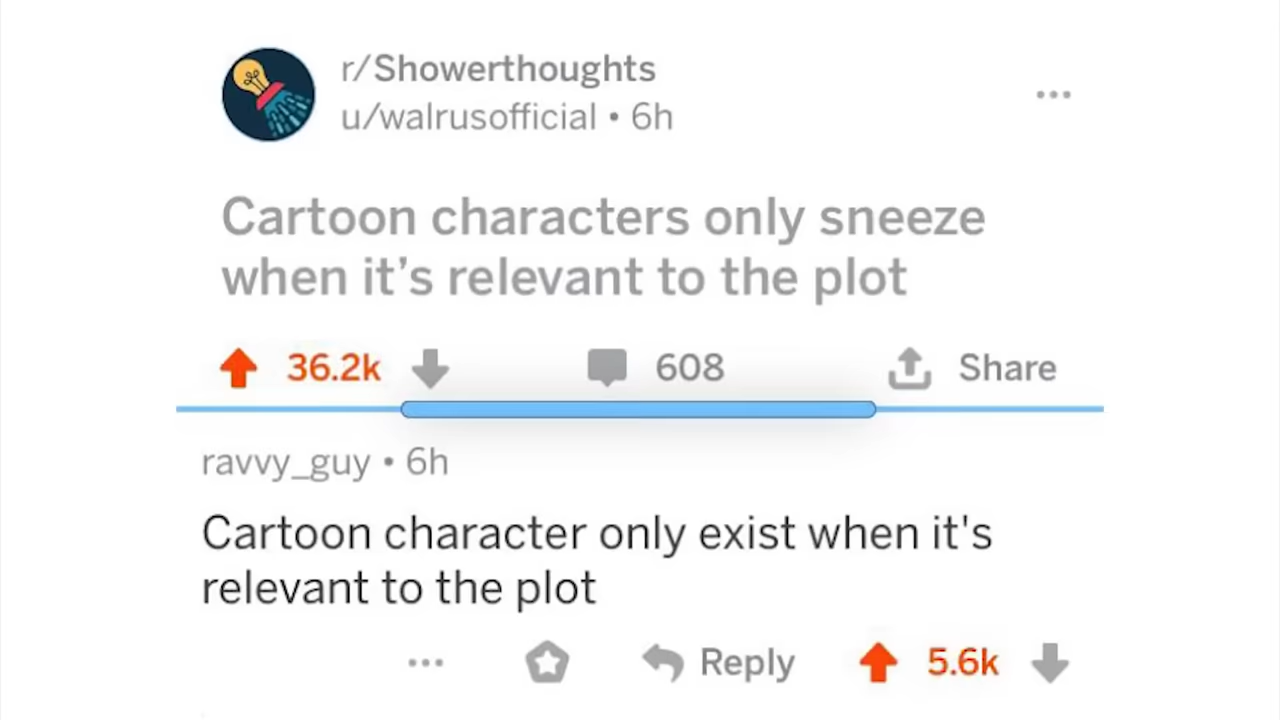 r/Showerthoughts
u/walrusofficial • 6h
Cartoon characters only sneeze
when it’s relevant to the plot
36.2k 608 Share
ravvy_guy • 6h
Cartoon character only exist when it's
relevant to the plot
Reply 5.6k